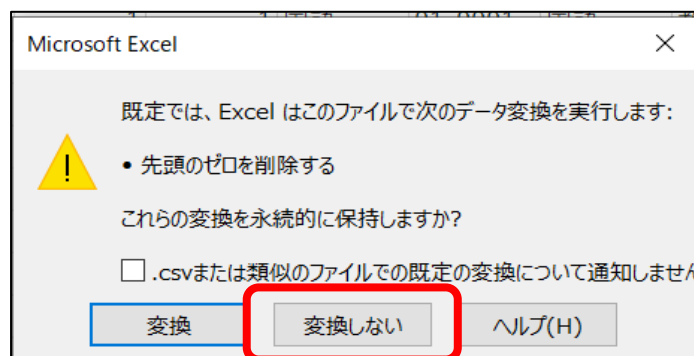 Microsoft Excel
既定では、Excel はこのファイルで次のデータ変換を実行します:
• 先頭のゼロを削除する
これらの変換を永続的に保持しますか?
.csvまたは類似のファイルでの既定の変換について通知しません
変換
変換しない
ヘルプ(H)